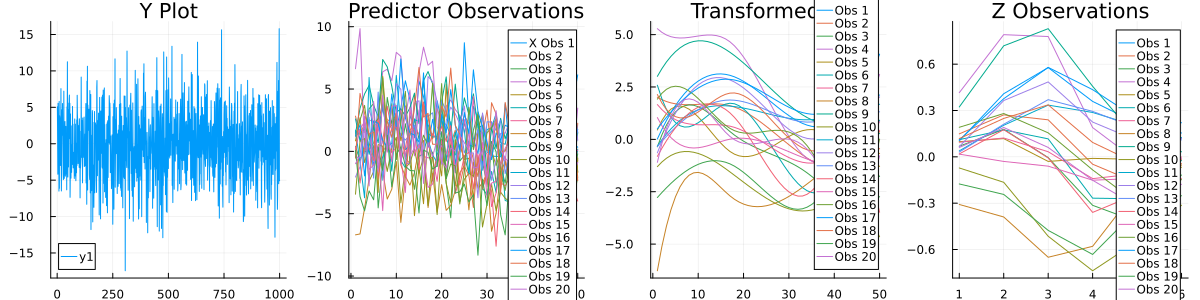 Y Plot
15
10
5
0
−5
−10
−15
y1
0
250
500
750
1000
Predictor Observations
10
5
0
−5
−10
X Obs 1
Obs 2
Obs 3
Obs 4
Obs 5
Obs 6
Obs 7
Obs 8
Obs 9
Obs 10
Obs 11
Obs 12
Obs 13
Obs 14
Obs 15
Obs 16
Obs 17
Obs 18
Obs 19
Obs 20
0
10
20
30
Transformed
5.0
2.5
0.0
−2.5
−5.0
Obs 1
Obs 2
Obs 3
Obs 4
Obs 5
Obs 6
Obs 7
Obs 8
Obs 9
Obs 10
Obs 11
Obs 12
Obs 13
Obs 14
Obs 15
Obs 16
Obs 17
Obs 18
Obs 19
Obs 20
0
10
20
30
40
50
Z Observations
0.6
0.3
0.0
−0.3
−0.6
Obs 1
Obs 2
Obs 3
Obs 4
Obs 5
Obs 6
Obs 7
Obs 8
Obs 9
Obs 10
Obs 11
Obs 12
Obs 13
Obs 14
Obs 15
Obs 16
Obs 17
Obs 18
Obs 19
Obs 20
1
2
3
4